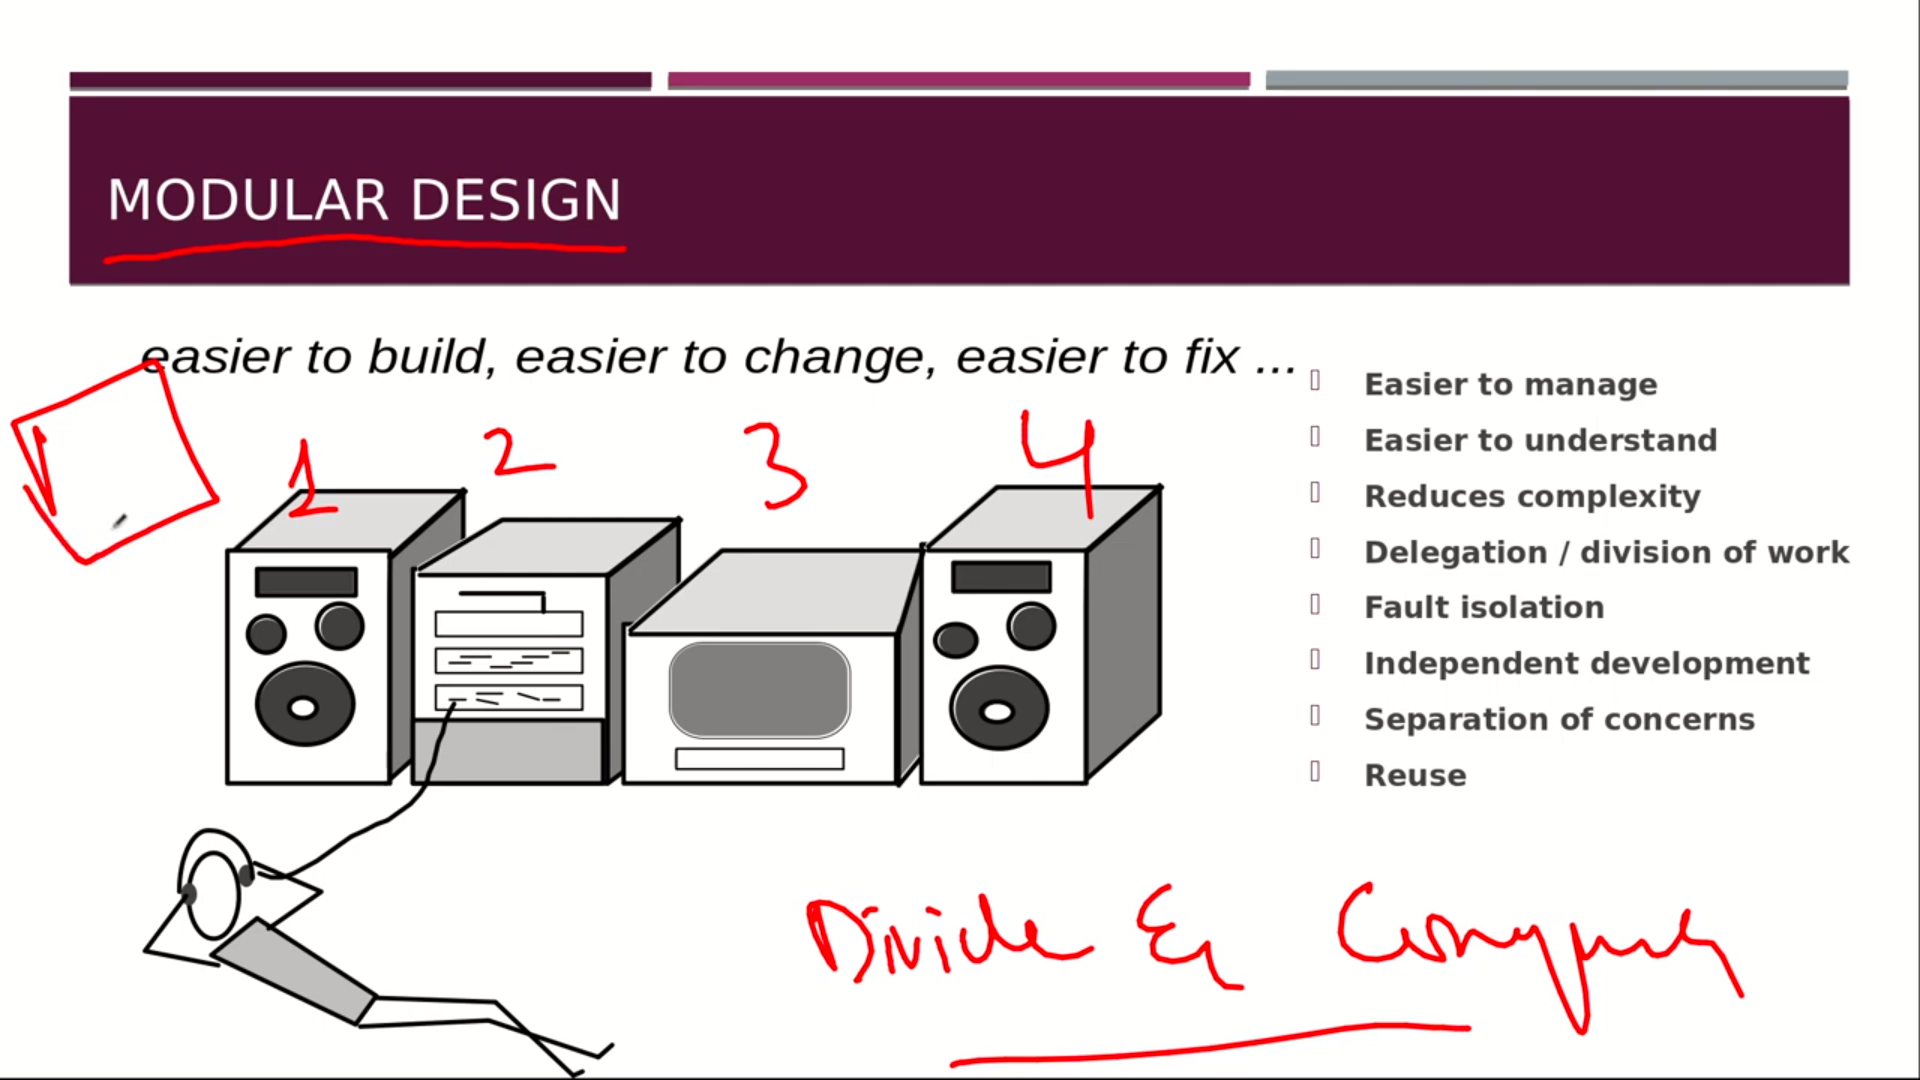 MODULAR DESIGN
easier to build, easier to change, easier to fix ...
1 2 3 4
Easier to manage
Easier to understand
Reduces complexity
Delegation / division of work
Fault isolation
Independent development
Separation of concerns
Reuse
Divide & Conquer